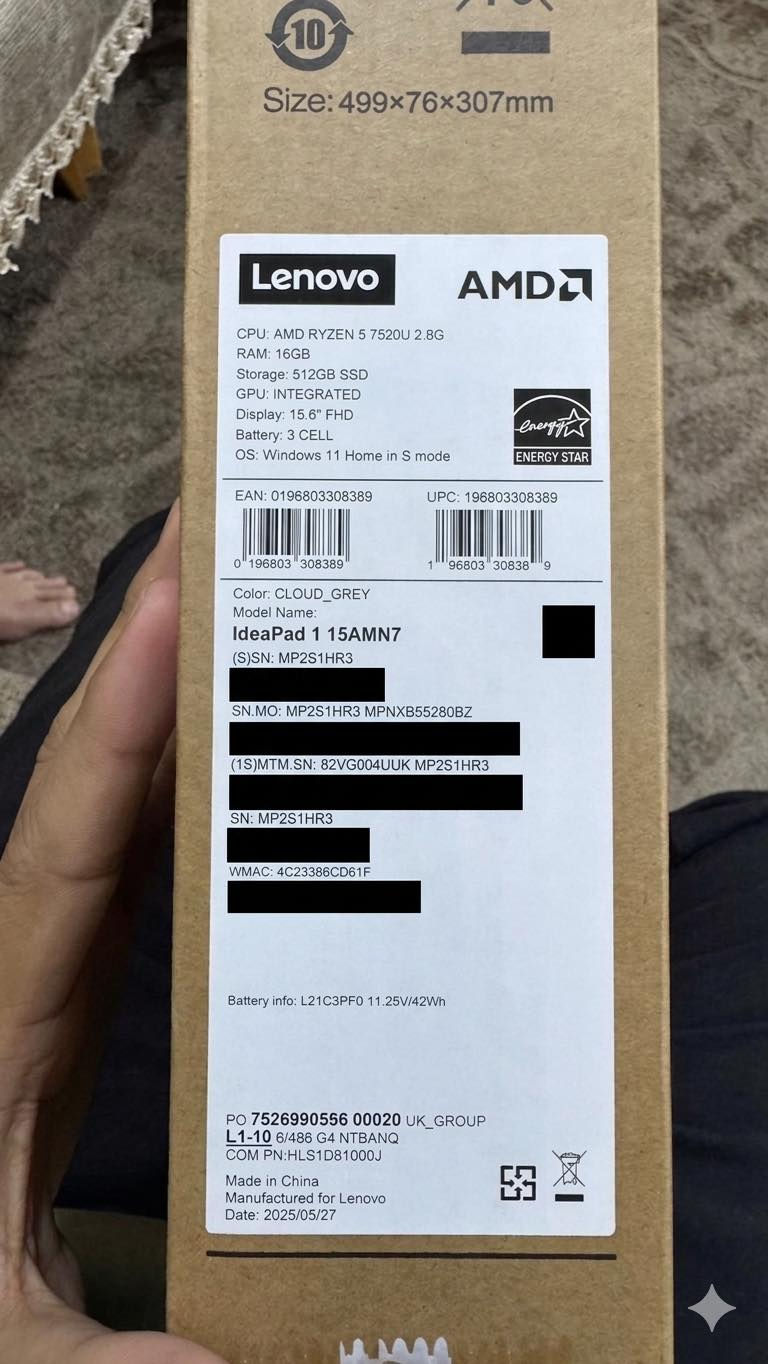 10
Size: 499×76×307mm
Lenovo
AMD
CPU: AMD RYZEN 5 7520U 2.8G
RAM: 16GB
Storage: 512GB SSD
GPU: INTEGRATED
Display: 15.6" FHD
Battery: 3 CELL
OS: Windows 11 Home in S mode
energy
ENERGY STAR
EAN: 0196803308389
UPC: 196803308389
0 196803 308389
1 96803 30838 9
Color: CLOUD_GREY
Model Name:
IdeaPad 1 15AMN7
(S)SN: MP2S1HR3
SN.MO: MP2S1HR3 MPNXB55280BZ
(1S)MTM.SN: 82VG004UUK MP2S1HR3
SN: MP2S1HR3
WMAC: 4C23386CD61F
Battery info: L21C3PF0 11.25V/42Wh
PO 7526990556 00020 UK_GROUP
L1-10 6/486 G4 NTBANQ
COM PN:HLS1D81000J
Made in China
Manufactured for Lenovo
Date: 2025/05/27